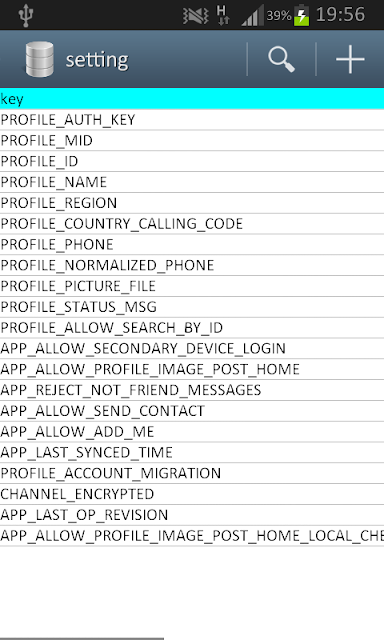 H 39% 19:56
setting
key
PROFILE_AUTH_KEY
PROFILE_MID
PROFILE_ID
PROFILE_NAME
PROFILE_REGION
PROFILE_COUNTRY_CALLING_CODE
PROFILE_PHONE
PROFILE_NORMALIZED_PHONE
PROFILE_PICTURE_FILE
PROFILE_STATUS_MSG
PROFILE_ALLOW_SEARCH_BY_ID
APP_ALLOW_SECONDARY_DEVICE_LOGIN
APP_ALLOW_PROFILE_IMAGE_POST_HOME
APP_REJECT_NOT_FRIEND_MESSAGES
APP_ALLOW_SEND_CONTACT
APP_ALLOW_ADD_ME
APP_LAST_SYNCED_TIME
PROFILE_ACCOUNT_MIGRATION
CHANNEL_ENCRYPTED
APP_LAST_OP_REVISION
APP_ALLOW_PROFILE_IMAGE_POST_HOME_LOCAL_CHE